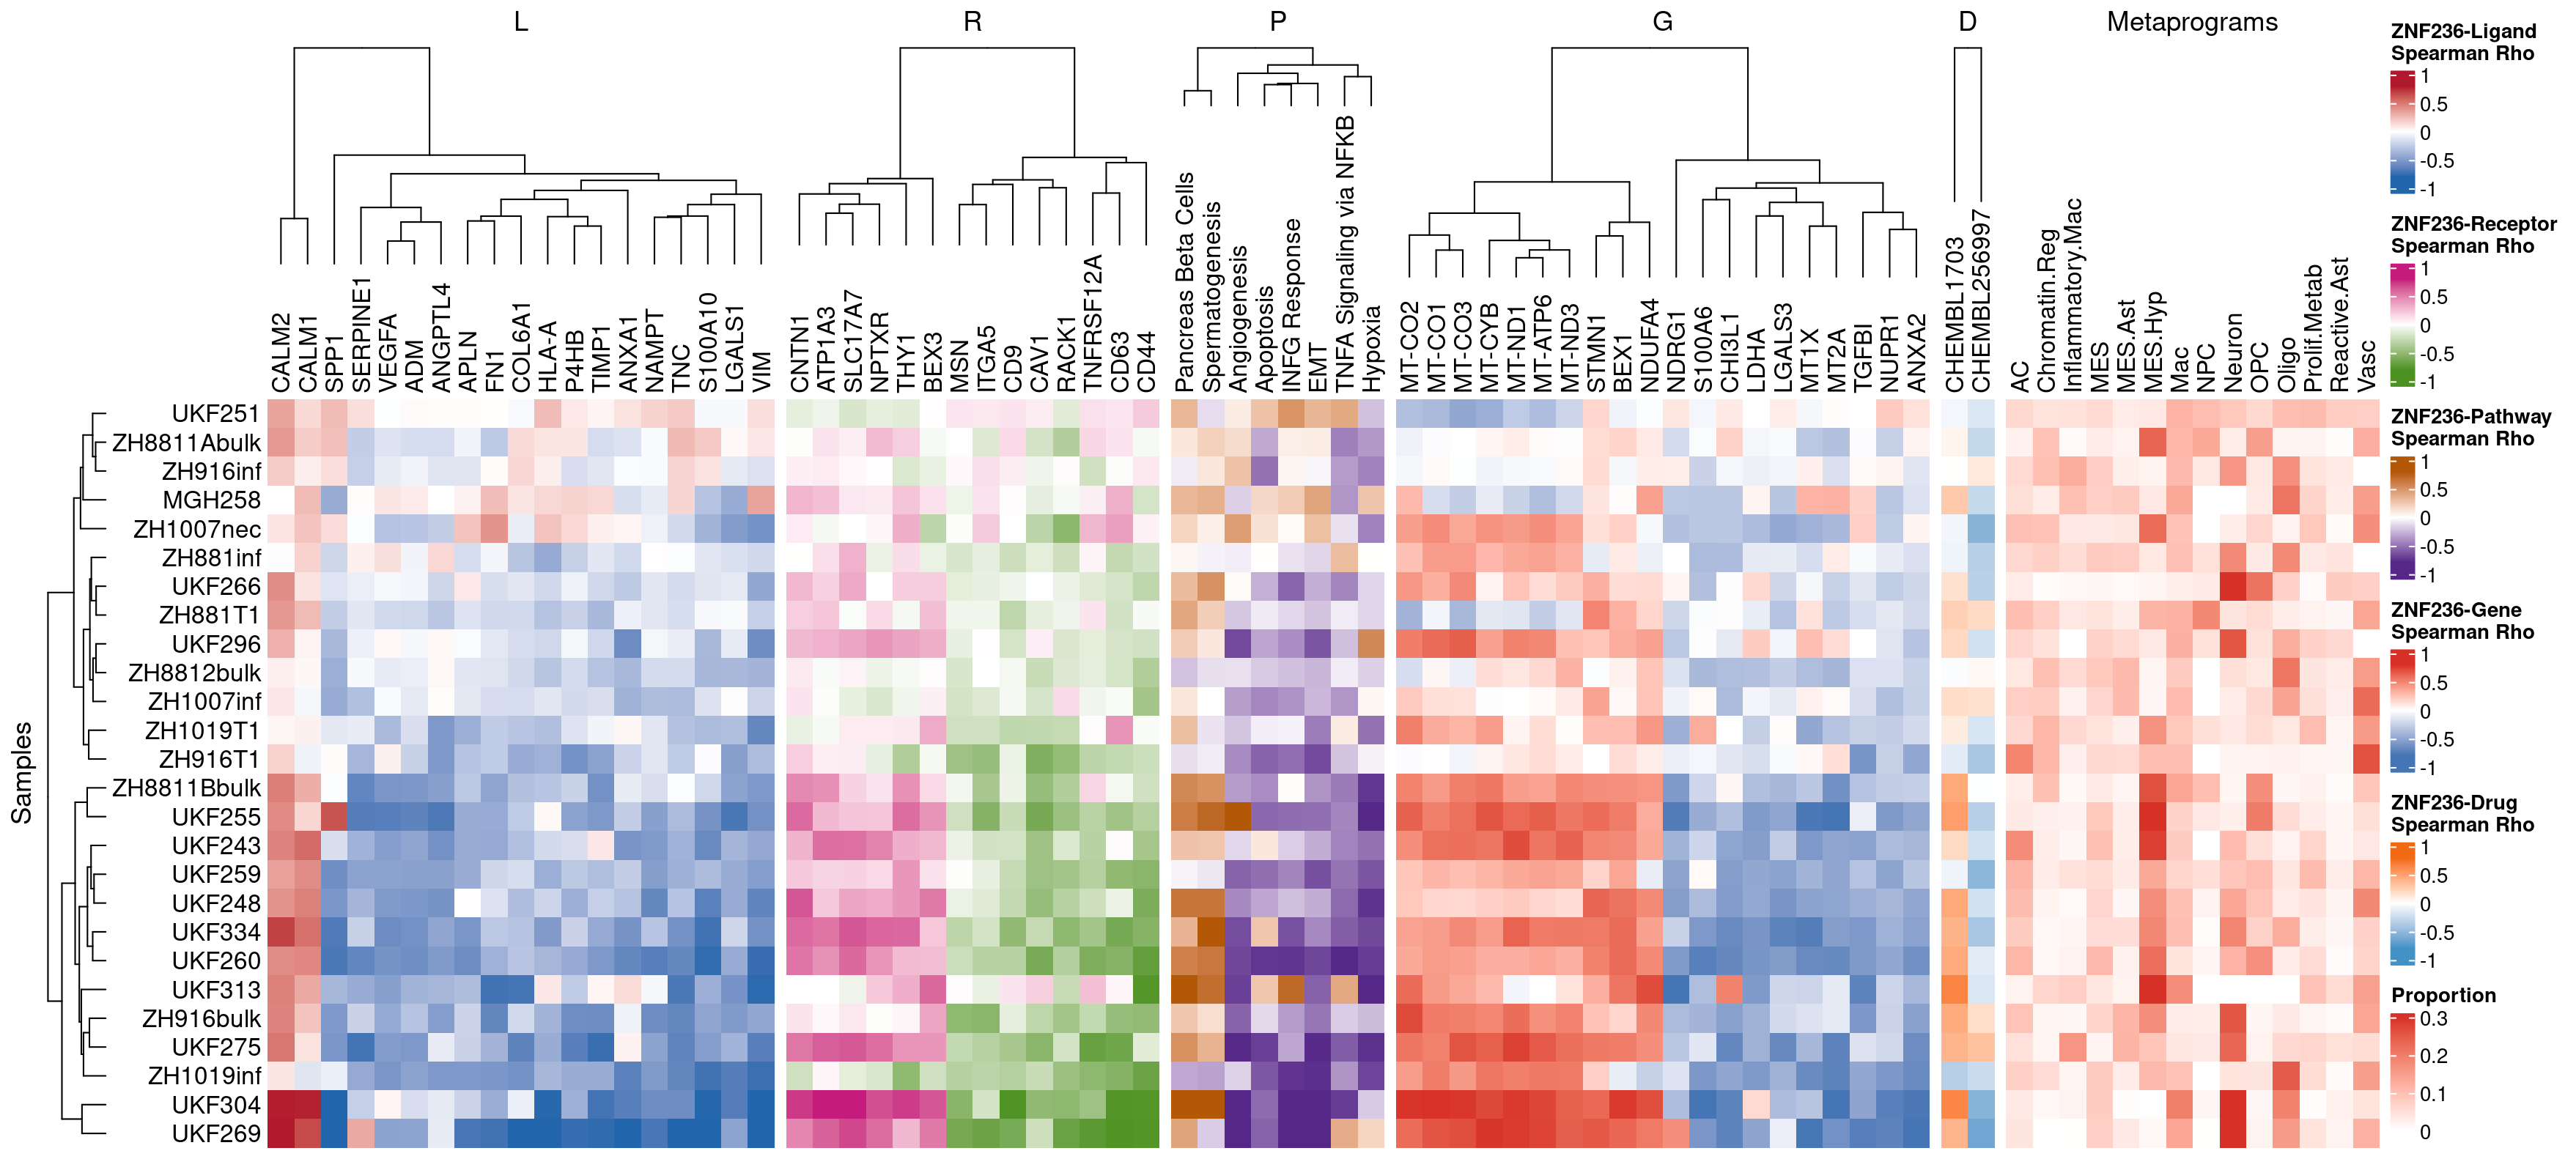 L
R
P
G
D
Metaprograms
CALM2
CALM1
SPP1
SERPINE1
VEGFA
ADM
ANGPTL4
APLN
FN1
COL6A1
HLA-A
P4HB
TIMP1
ANXA1
NAMPT
TNC
S100A10
LGALS1
VIM
CNTN1
ATP1A3
SLC17A7
NPTXR
THY1
BEX3
MSN
ITGA5
CD9
CAV1
RACK1
TNFRSF12A
CD63
CD44
Pancreas Beta Cells
Spermatogenesis
Angiogenesis
Apoptosis
INFG Response
EMT
TNFA Signaling via NFKB
Hypoxia
MT-CO2
MT-CO1
MT-CO3
MT-CYB
MT-ND1
MT-ATP6
MT-ND3
STMN1
BEX1
NDUFA4
NDRG1
S100A6
CHI3L1
LDHA
LGALS3
MT1X
MT2A
TGFBI
NUPR1
ANXA2
CHEMBL1703
CHEMBL256997
AC
Chromatin.Reg
Inflammatory.Mac
MES
MES.Ast
MES.Hyp
Mac
NPC
Neuron
OPC
Oligo
Prolif.Metab
Reactive.Ast
Vasc
Samples
UKF251
ZH8811Abulk
ZH916inf
MGH258
ZH1007nec
ZH881inf
UKF266
ZH881T1
UKF296
ZH8812bulk
ZH1007inf
ZH1019T1
ZH916T1
ZH8811Bbulk
UKF255
UKF243
UKF259
UKF248
UKF334
UKF260
UKF313
ZH916bulk
UKF275
ZH1019inf
UKF304
UKF269
ZNF236-Ligand
Spearman Rho
1
0.5
0
-0.5
-1
ZNF236-Receptor
Spearman Rho
1
0.5
0
-0.5
-1
ZNF236-Pathway
Spearman Rho
1
0.5
0
-0.5
-1
ZNF236-Gene
Spearman Rho
1
0.5
0
-0.5
-1
ZNF236-Drug
Spearman Rho
1
0.5
0
-0.5
-1
Proportion
0.3
0.2
0.1
0